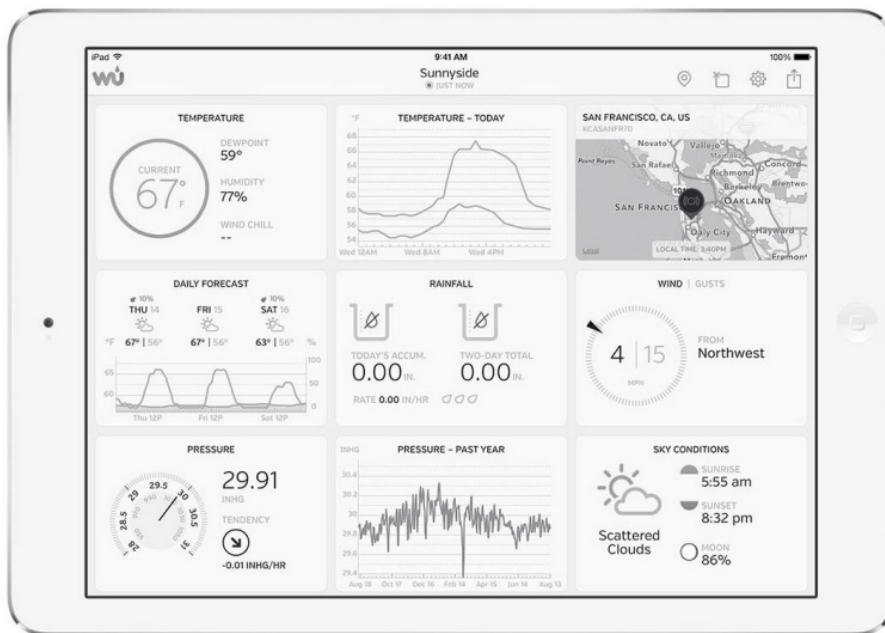 iPad
9:41 AM
100%
wu
Sunnyside
JUST NOW
TEMPERATURE
CURRENT
67°
F
DEWPOINT
59°
HUMIDITY
77%
WIND CHILL
--
TEMPERATURE – TODAY
°F
68
66
64
62
60
58
56
54
Wed 12AM
Wed 8AM
Wed 4PM
SAN FRANCISCO, CA, US
KCASANFR70
Novato
Vallejo
Point Reyes
San Rafael
Concord
Richmond
Berkeley
Brentwo
OAKLAND
SAN FRANCIS
Daly City
Hayward
Legal
LOCAL TIME 3:40PM
Fremont
DAILY FORECAST
10%
10%
THU 14
FRI 15
SAT 16
°F
67° | 56°
67° | 56°
63° | 56°
%
100
65
50
60
0
Thu 12P
Fri 12P
Sat 12P
RAINFALL
TODAY'S ACCUM.
0.00 IN.
TWO-DAY TOTAL
0.00 IN.
RATE 0.00 IN/HR
WIND | GUSTS
4 | 15
MPH
FROM
Northwest
PRESSURE
28
28.5
29
29.5
30
30.5
31
29.91
INHG
TENDENCY
-0.01 INHG/HR
PRESSURE – PAST YEAR
INHG
30.4
30.2
30
29.8
29.6
29.4
Aug 18
Oct 17
Dec 16
Feb 14
Apr 15
Jun 14
Aug 13
SKY CONDITIONS
Scattered
Clouds
SUNRISE
5:55 am
SUNSET
8:32 pm
MOON
86%